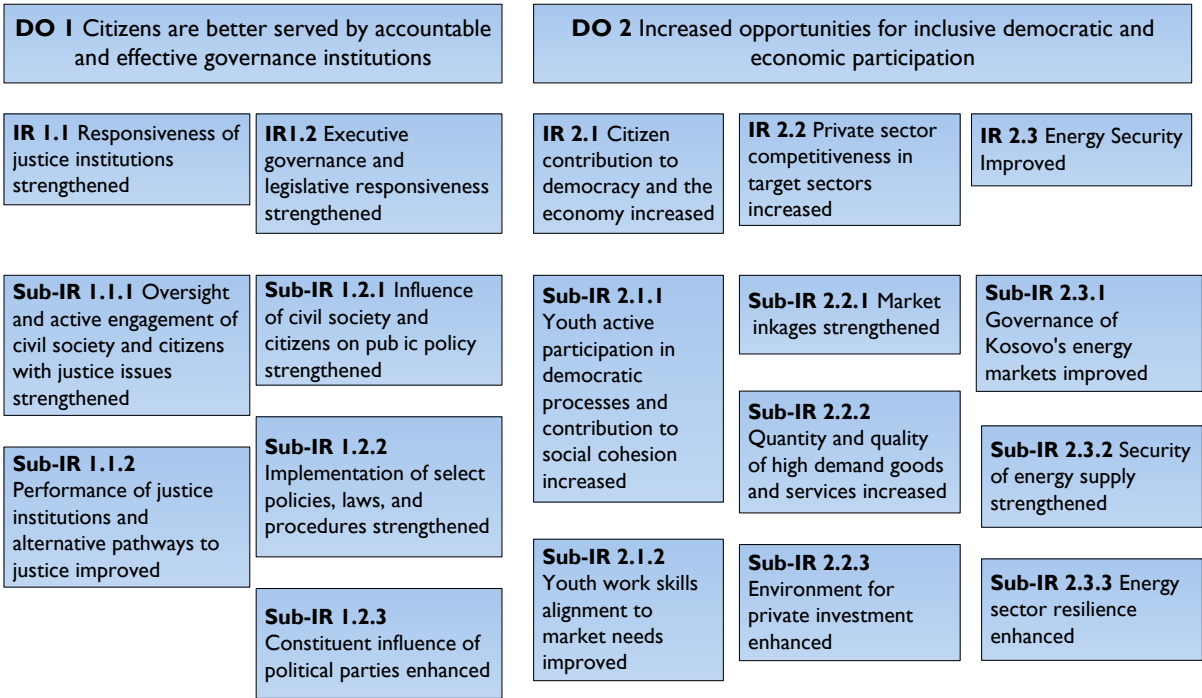 DO 1 Citizens are better served by accountable
and effective governance institutions
DO 2 Increased opportunities for inclusive democratic and
economic participation
IR 1.1 Responsiveness of
justice institutions
strengthened
IR1.2 Executive
governance and
legislative responsiveness
strengthened
IR 2.1 Citizen
contribution to
democracy and the
economy increased
IR 2.2 Private sector
competitiveness in
target sectors
increased
IR 2.3 Energy Security
Improved
Sub-IR 1.1.1 Oversight
and active engagement of
civil society and citizens
with justice issues
strengthened
Sub-IR 1.1.2
Performance of justice
institutions and
alternative pathways to
justice improved
Sub-IR 1.2.1 Influence
of civil society and
citizens on pub ic policy
strengthened
Sub-IR 1.2.2
Implementation of select
policies, laws, and
procedures strengthened
Sub-IR 1.2.3
Constituent influence of
political parties enhanced
Sub-IR 2.1.1
Youth active
participation in
democratic
processes and
contribution to
social cohesion
increased
Sub-IR 2.1.2
Youth work skills
alignment to
market needs
improved
Sub-IR 2.2.1 Market
inkages strengthened
Sub-IR 2.2.2
Quantity and quality
of high demand goods
and services increased
Sub-IR 2.2.3
Environment for
private investment
enhanced
Sub-IR 2.3.1
Governance of
Kosovo's energy
markets improved
Sub-IR 2.3.2 Security
of energy supply
strengthened
Sub-IR 2.3.3 Energy
sector resilience
enhanced